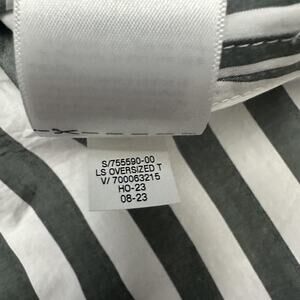 S/755590-00
LS OVERSIZED T
V/ 700063215
HO-23
08-23